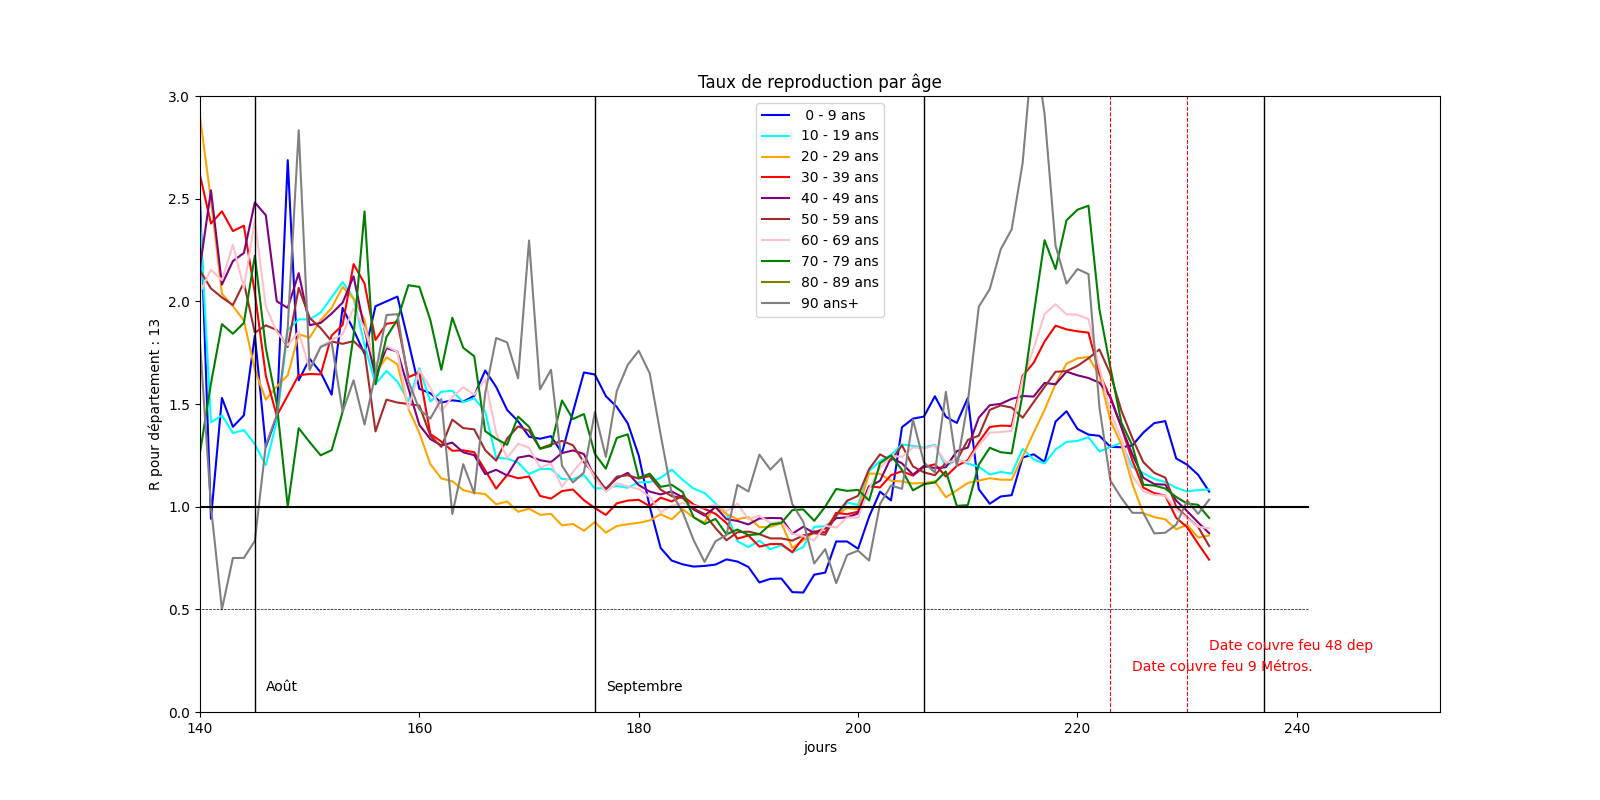 Taux de reproduction par âge
R pour département : 13
3.0
2.5
2.0
1.5
1.0
0.5
0.0
0 - 9 ans
10 - 19 ans
20 - 29 ans
30 - 39 ans
40 - 49 ans
50 - 59 ans
60 - 69 ans
70 - 79 ans
80 - 89 ans
90 ans+
Date couvre feu 48 dep
Date couvre feu 9 Métros.
Août
Septembre
140
160
180
200
220
240
jours